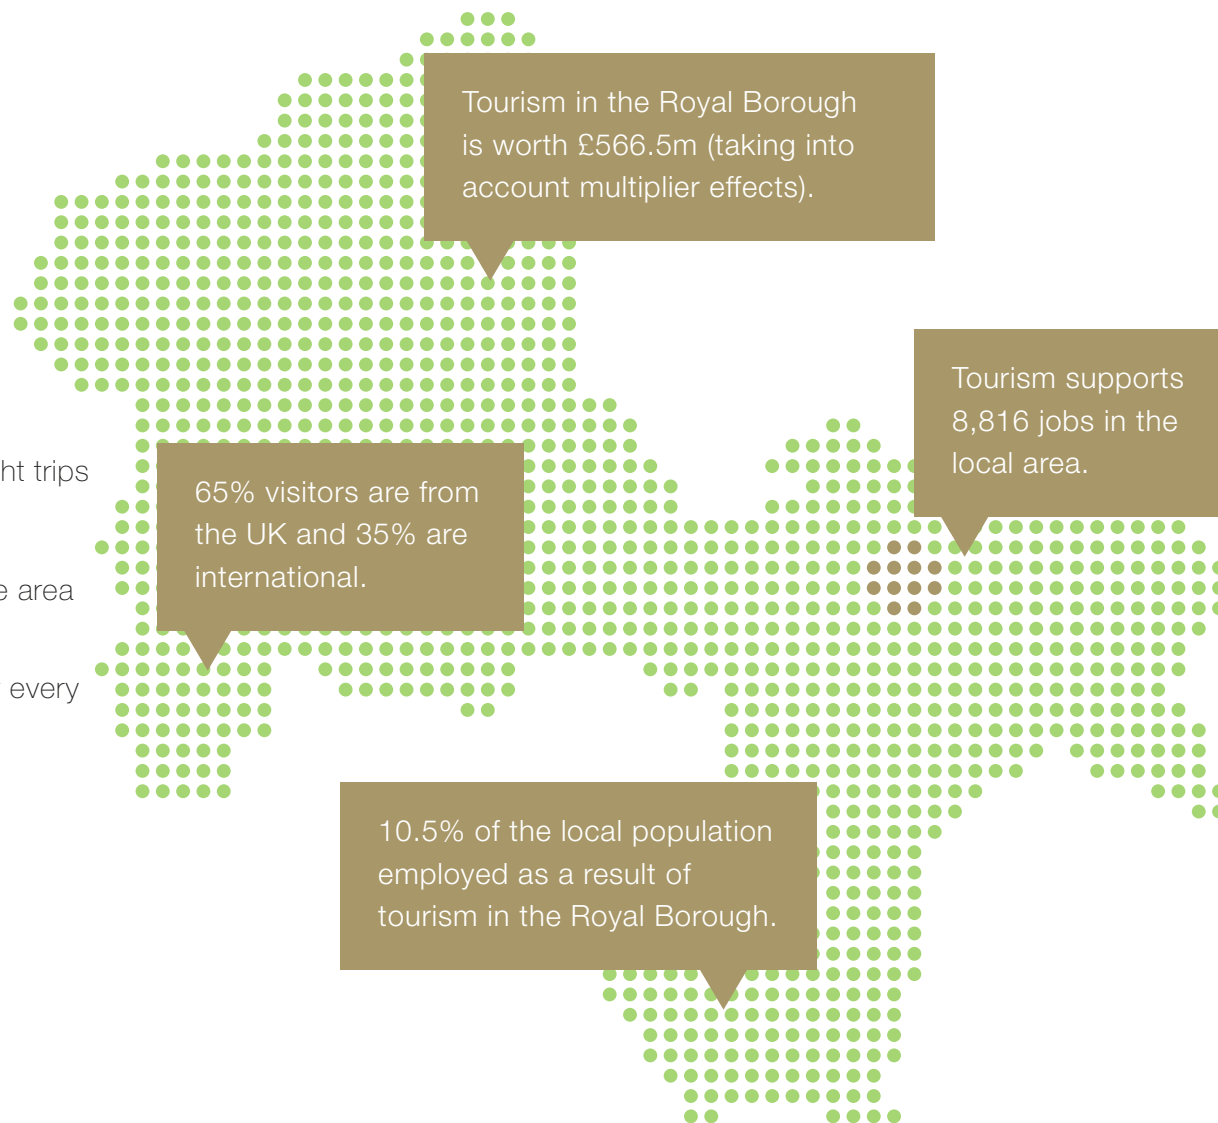 Tourism in the Royal Borough
is worth £566.5m (taking into
account multiplier effects).
Tourism supports
8,816 jobs in the
local area.
trips
65% visitors are from
the UK and 35% are
international.
area
every
10.5% of the local population
employed as a result of
tourism in the Royal Borough.